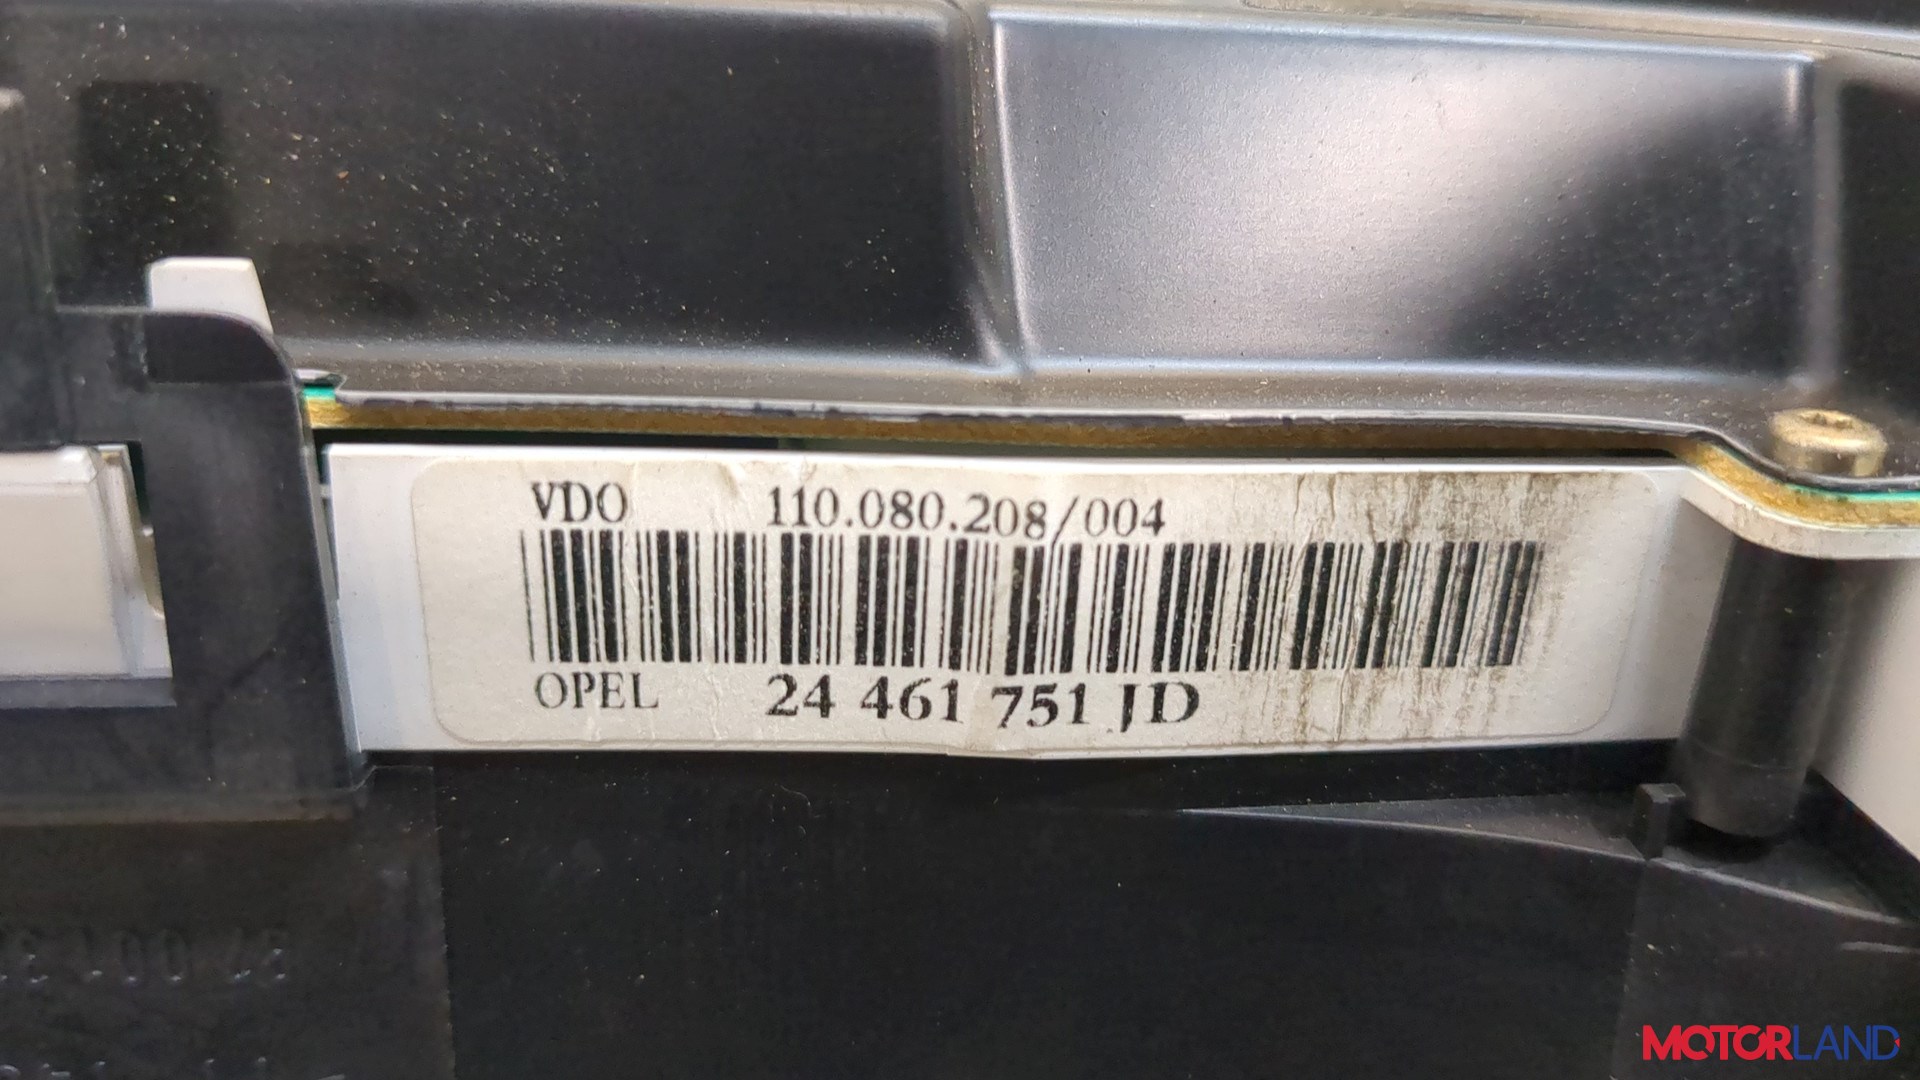 VDO 110.080.208/004
OPEL 24 461 751 JD
MOTORLAND